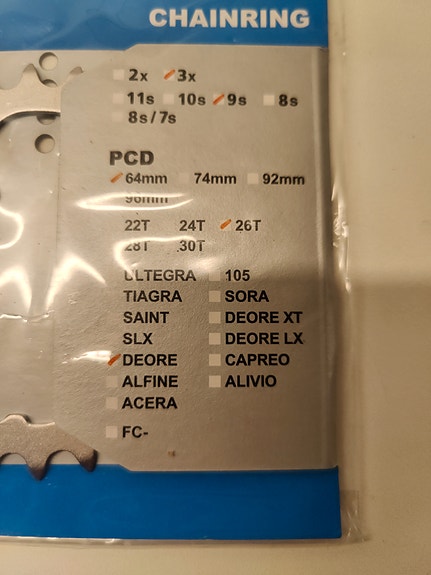 CHAINRING
2x 3x
11s 10s 9s 8s
8s/7s
PCD
64mm 74mm 92mm
96mm
22T 24T 26T
28T 30T
ULTEGRA 105
TIAGRA SORA
SAINT DEORE XT
SLX DEORE LX
DEORE CAPREO
ALFINE ALIVIO
ACERA
FC-